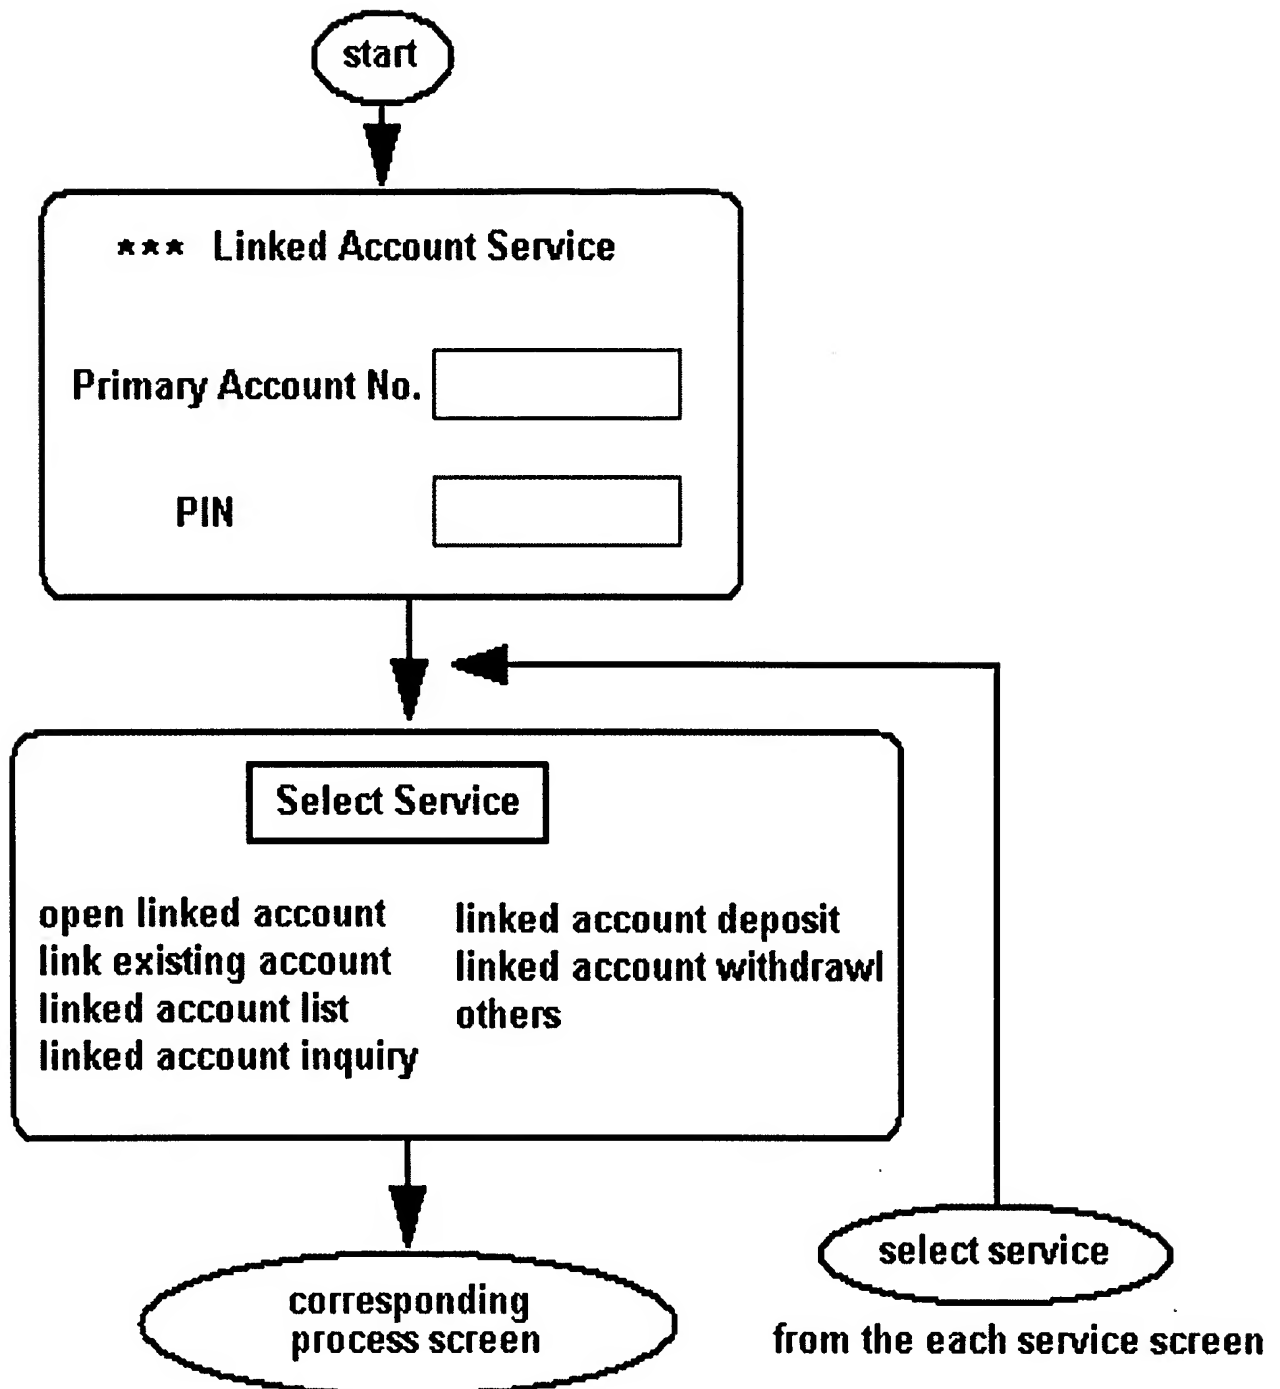 start
*** Linked Account Service
Primary Account No.
PIN
Select Service
open linked account
link existing account
linked account list
linked account inquiry
linked account deposit
linked account withdrawl
others
corresponding
process screen
select service
from the each service screen